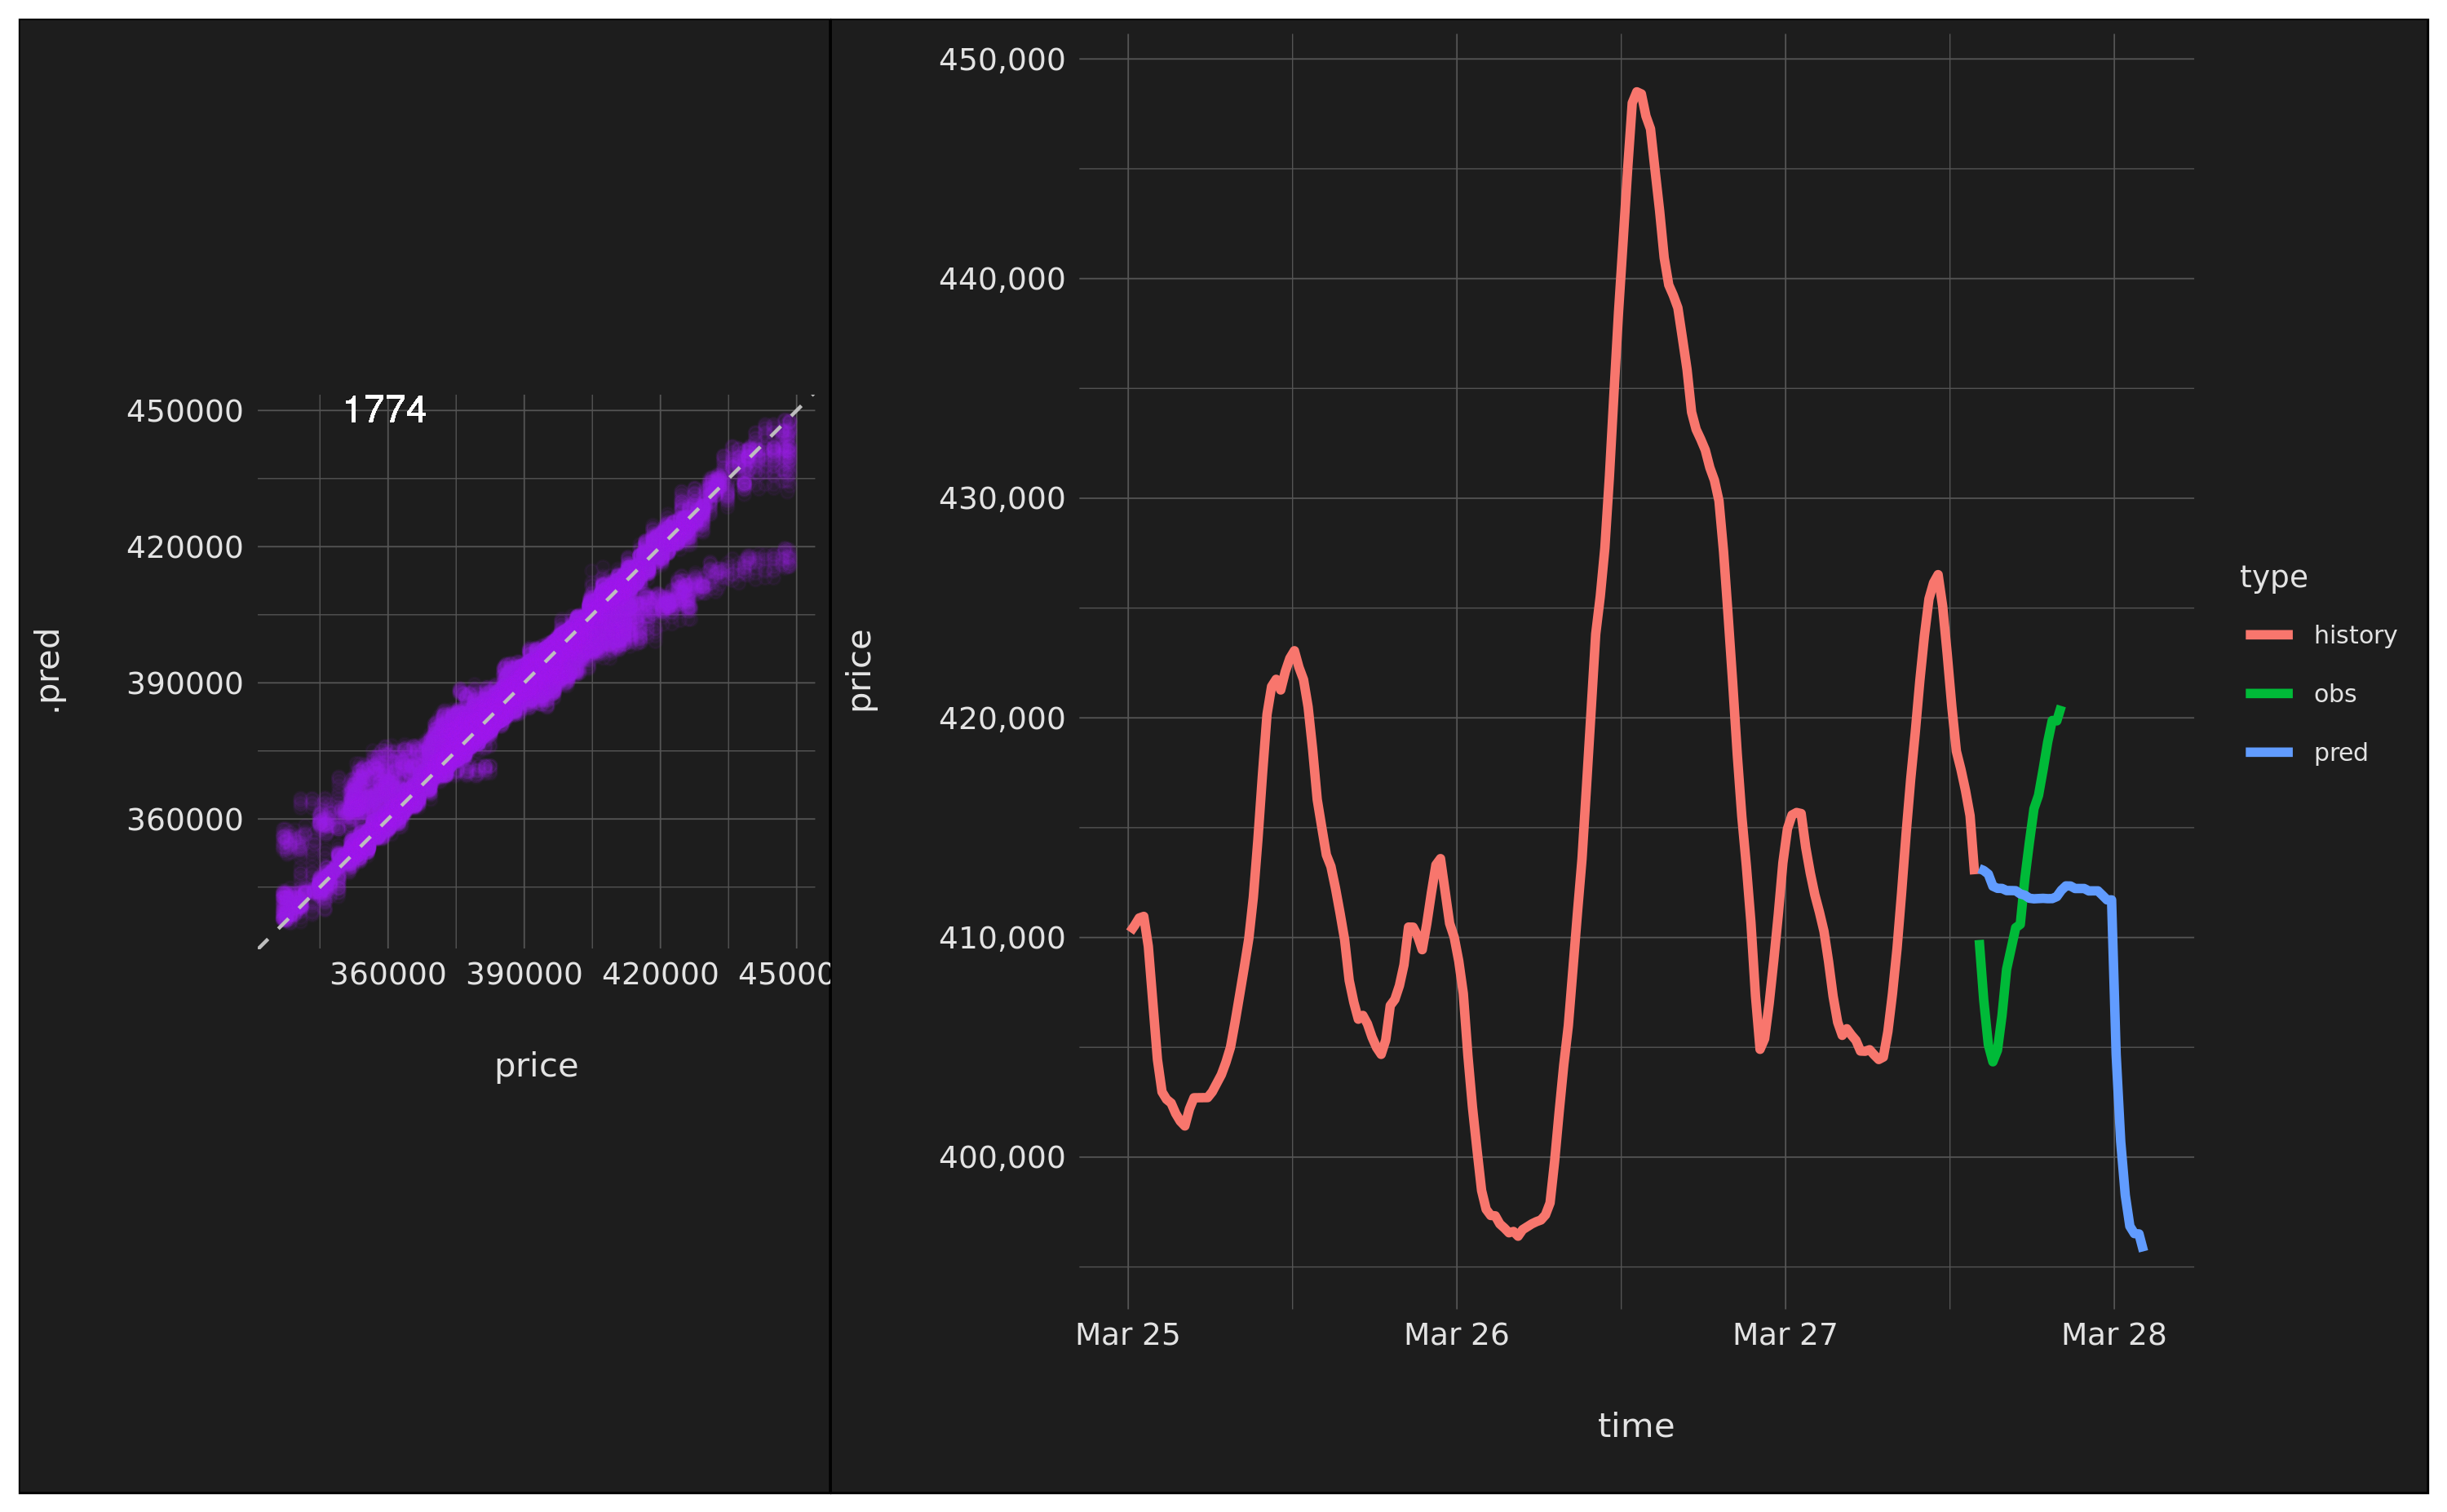 .pred
450000
420000
390000
360000
1774
360000 390000 420000 45000
price
price
450,000
440,000
430,000
420,000
410,000
400,000
Mar 25 Mar 26 Mar 27 Mar 28
time
type
history
obs
pred